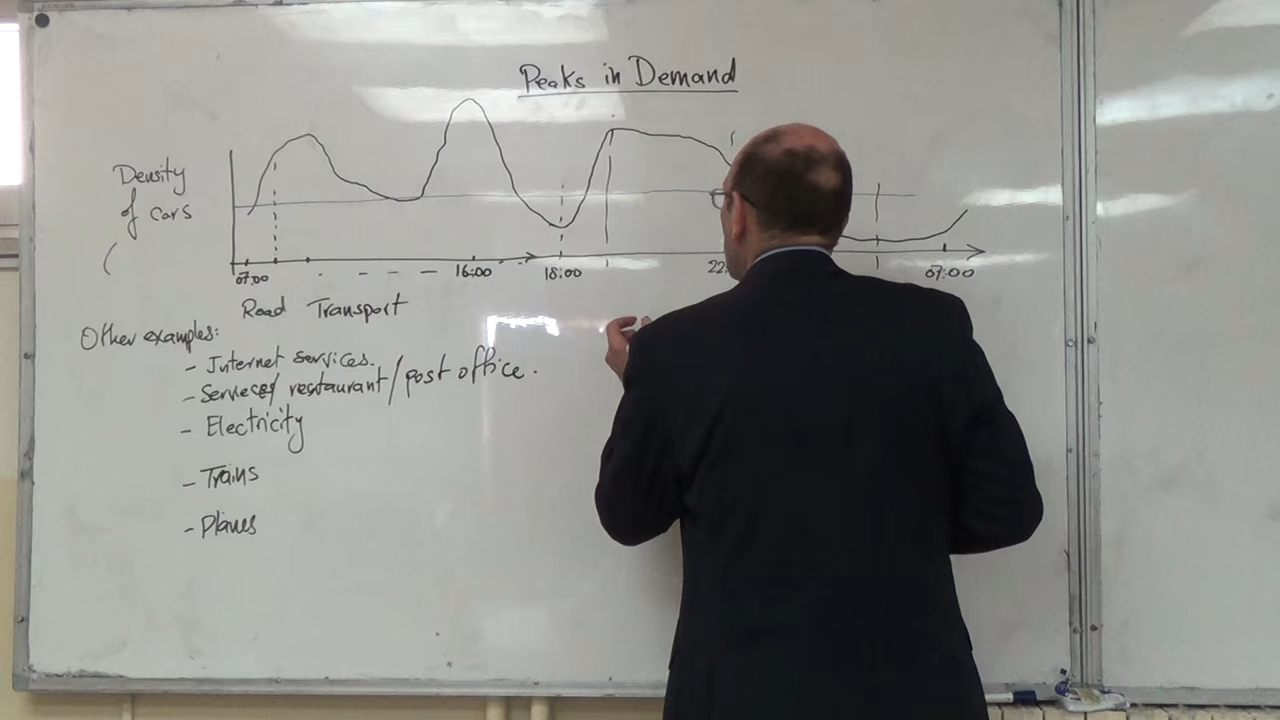 Peaks in Demand
Density
of cars
07:00
16:00
18:00
22
07:00
Road Transport
Other examples:
- Internet services.
- Services restaurant/post office.
- Electricity
- Trains
- Planes